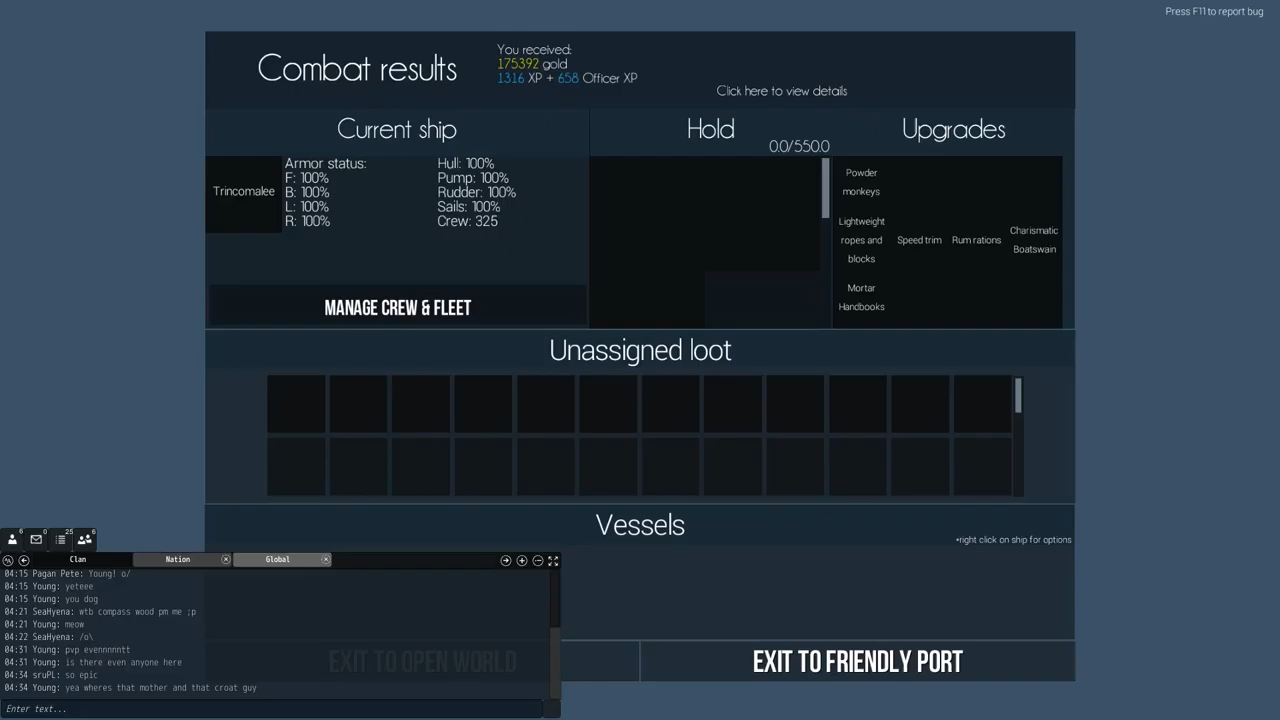 Press F11 to report bug
Combat results
You received:
175392 gold
1316 XP + 658 Officer XP
Click here to view details
Current ship
Hold
Upgrades
0.0/550.0
Trincomalee
Armor status:
F: 100%
B: 100%
L: 100%
R: 100%
Hull: 100%
Pump: 100%
Rudder: 100%
Sails: 100%
Crew: 325
Powder
monkeys
Lightweight
ropes and
blocks
Speed trim
Rum rations
Charismatic
Boatswain
Mortar
Handbooks
MANAGE CREW & FLEET
Unassigned loot
Vessels
*right click on ship for options
6
0
25
6
Clan
Nation
Global
04:15 Pagan Pete: Young! o/
04:15 Young: yeteee
04:15 Young: you dog
04:21 SeaHyena: wtb compass wood pm me ;p
04:21 Young: meow
04:22 SeaHyena: /o\
04:31 Young: pvp evennnnntt
04:31 Young: is there even anyone here
04:34 sruPL: so epic
04:34 Young: yea wheres that mother and that croat guy
Enter text...
EXIT TO OPEN WORLD
EXIT TO FRIENDLY PORT